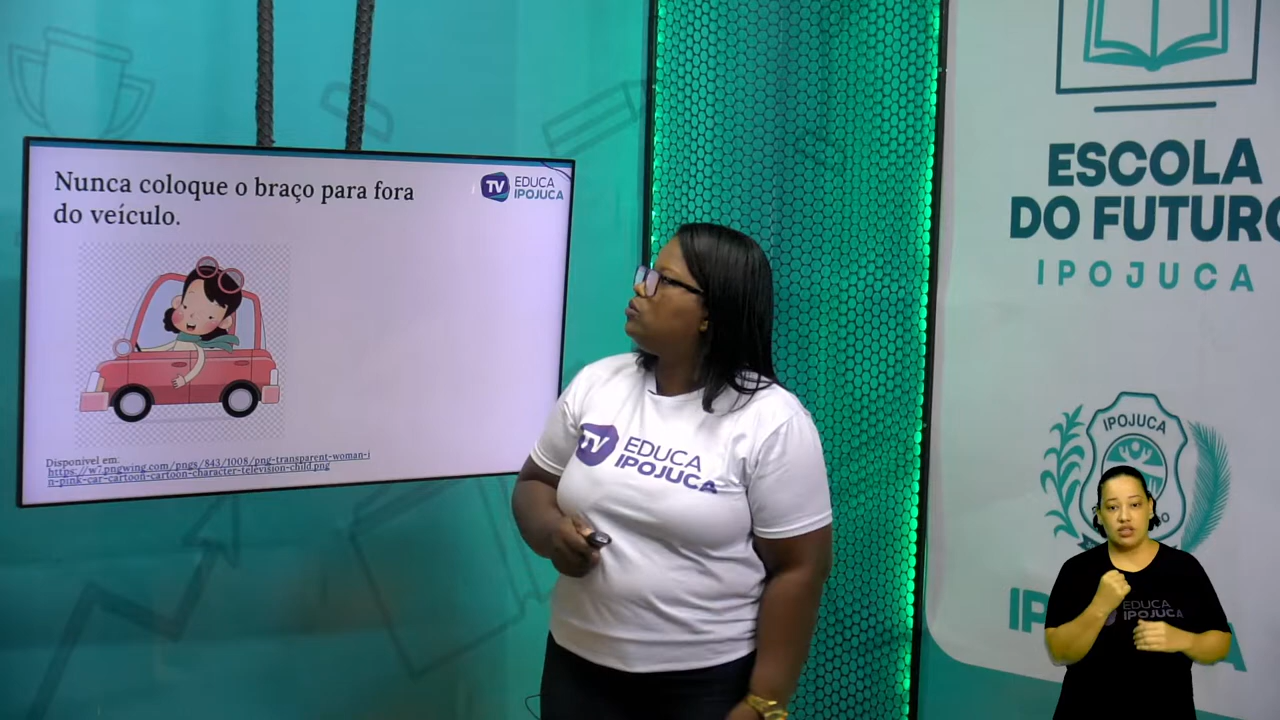 Nunca coloque o braço para fora
do veículo.
TV EDUCA
IPOJUCA
Disponível em:
https://w7.pngwing.com/pngs/843/1008/png-transparent-woman-i
n-pink-car-cartoon-cartoon-character-television-child.png
TV EDUCA
IPOJUCA
ESCOLA
DO FUTURO
IPOJUCA
IPOJUCA
EDUCA
IPOJUCA